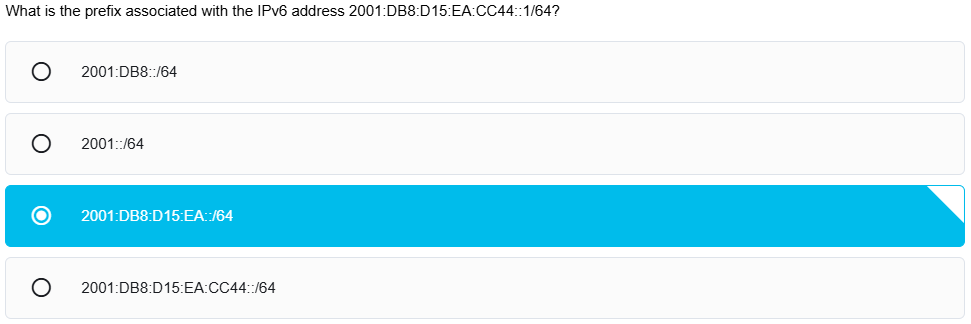 What is the prefix associated with the IPv6 address 2001:DB8:D15:EA:CC44::1/64?
2001:DB8::/64
2001::/64
2001:DB8:D15:EA::/64
2001:DB8:D15:EA:CC44::/64